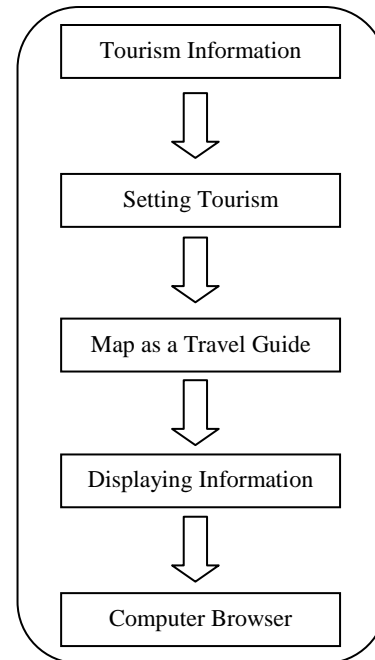 Tourism Information
Setting Tourism
Map as a Travel Guide
Displaying Information
Computer Browser